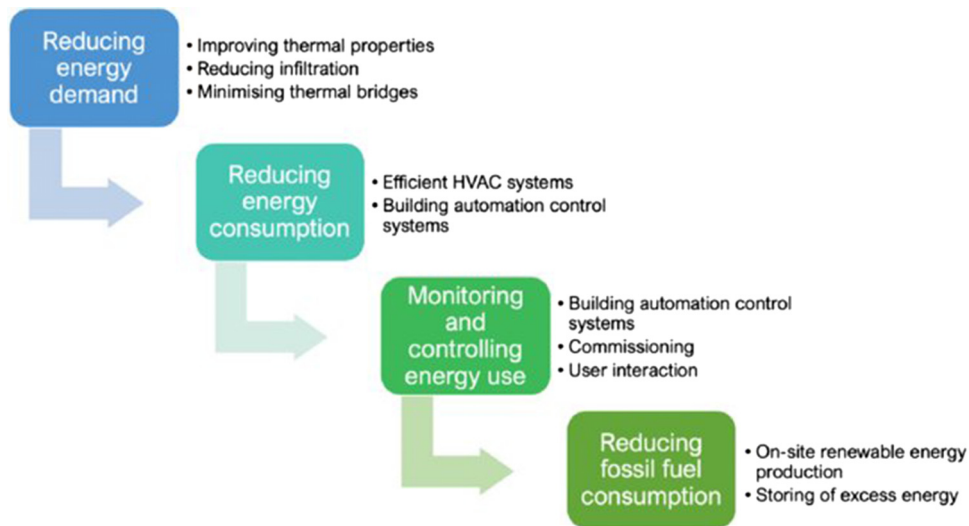 Reducing
energy
demand
• Improving thermal properties
• Reducing infiltration
• Minimising thermal bridges
Reducing
energy
consumption
• Efficient HVAC systems
• Building automation control
systems
Monitoring
and
controlling
energy use
• Building automation control
systems
• Commissioning
• User interaction
Reducing
fossil fuel
consumption
• On-site renewable energy
production
• Storing of excess energy